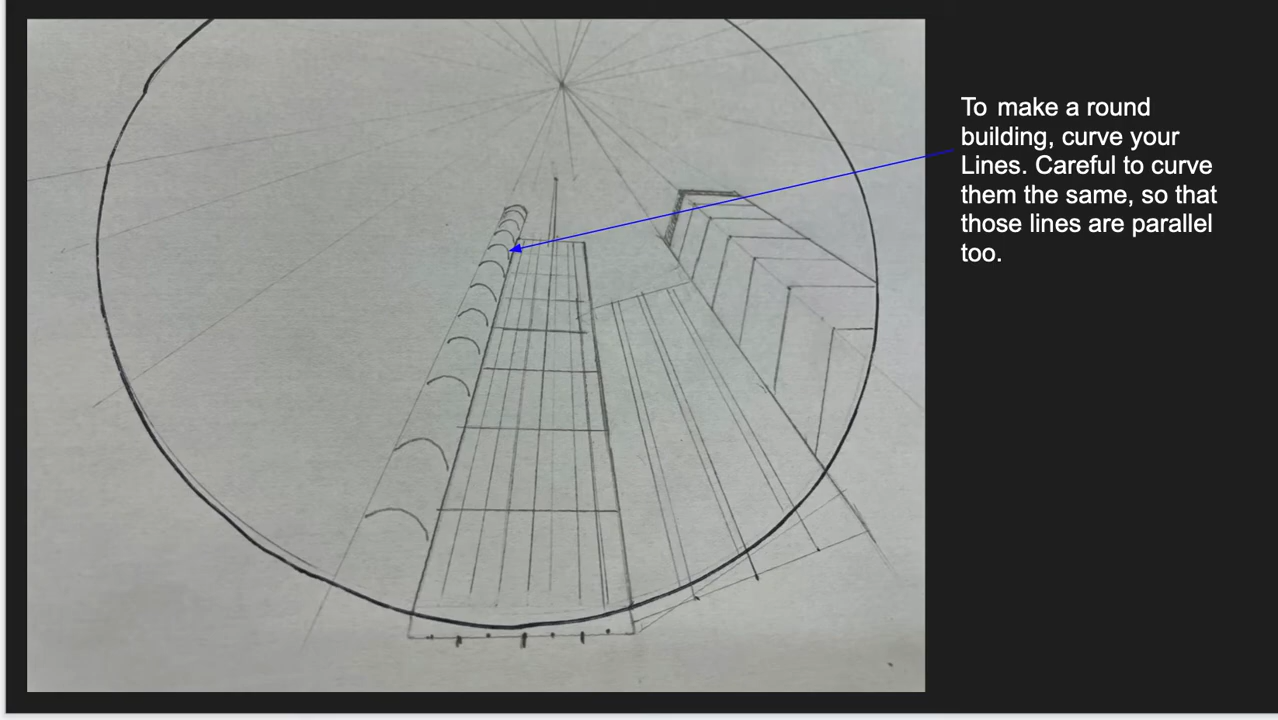 To make a round
building, curve your
Lines. Careful to curve
them the same, so that
those lines are parallel
too.